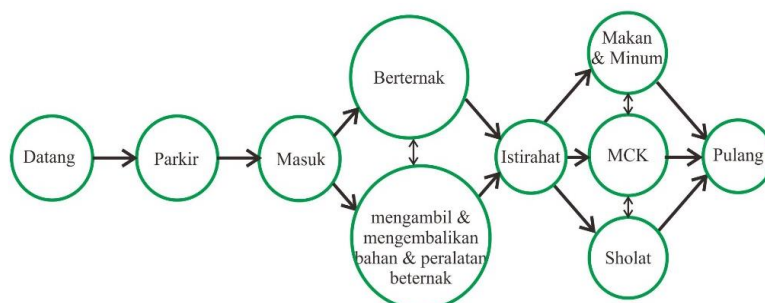 Datang
Parkir
Masuk
Berternak
mengambil &
mengembalikan
bahan & peralatan
beternak
Istirahat
Makan
& Minum
MCK
Sholat
Pulang